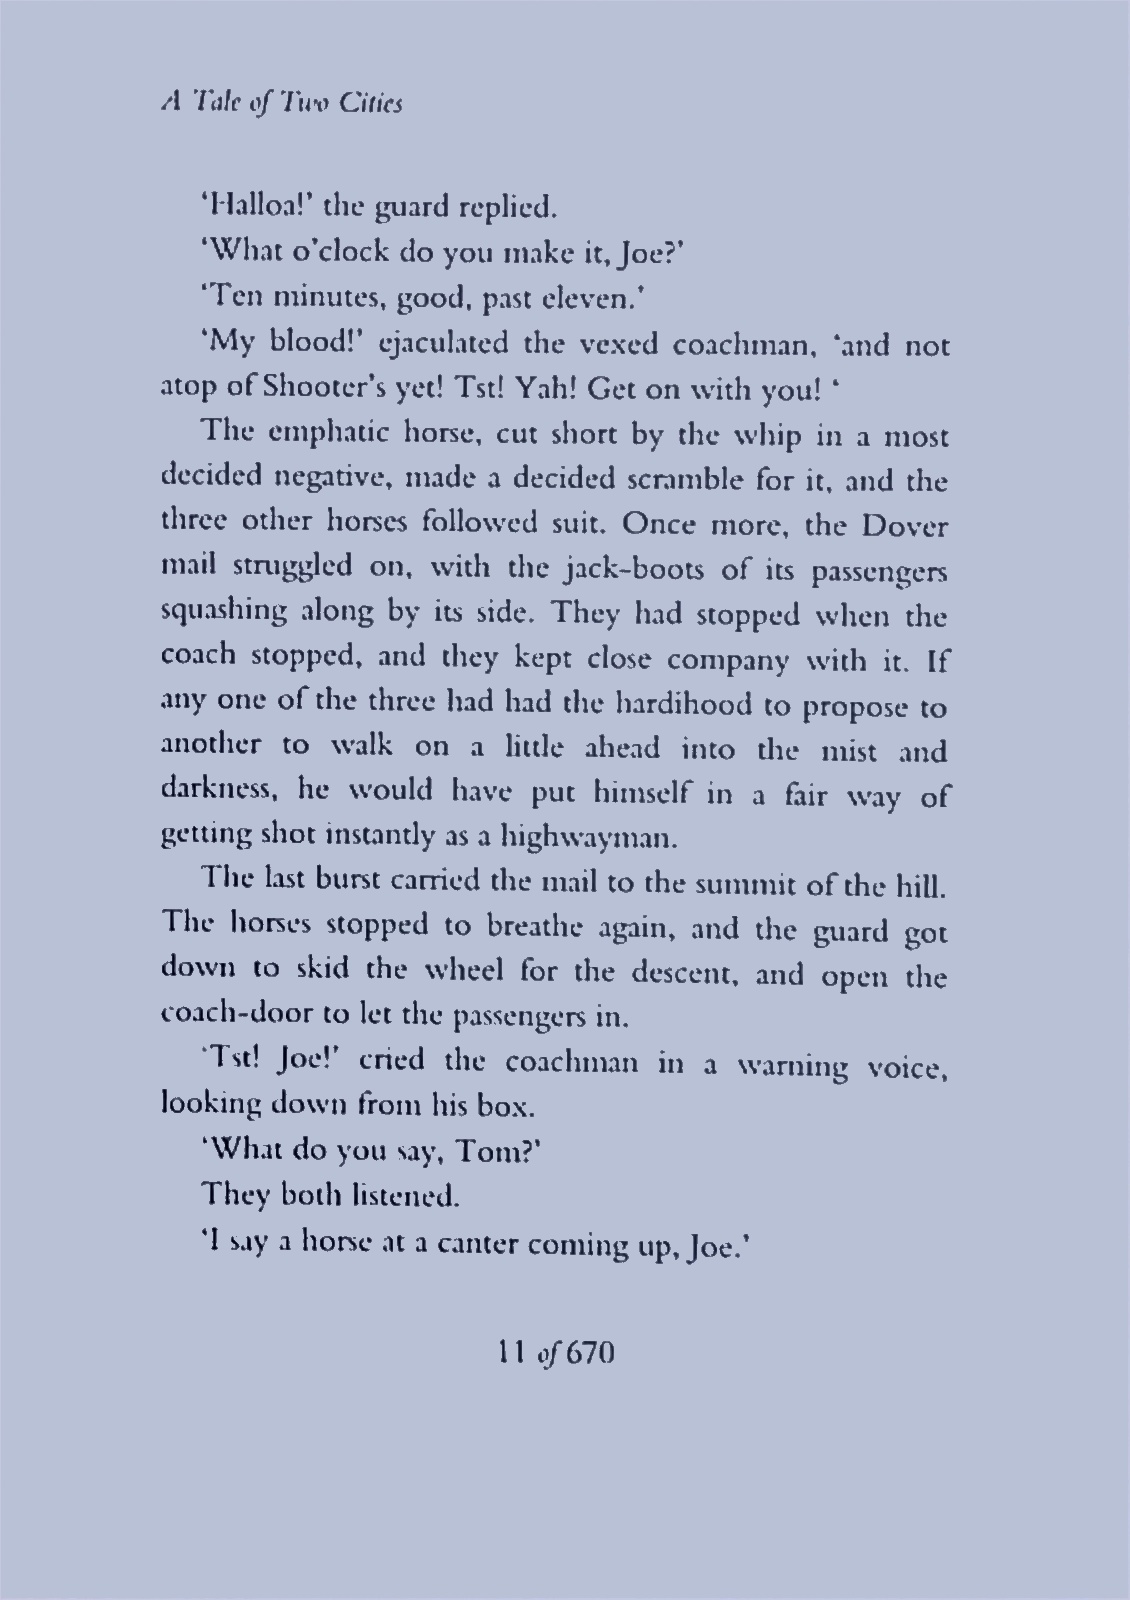 A Tale of Two Cities
‘Halloa!’ the guard replied.
‘What o’clock do you make it, Joe?’
‘Ten minutes, good, past eleven.’
‘My blood!’ ejaculated the vexed coachman, ‘and not
atop of Shooter’s yet! Tst! Yah! Get on with you! ‘
The emphatic horse, cut short by the whip in a most
decided negative, made a decided scramble for it, and the
three other horses followed suit. Once more, the Dover
mail struggled on, with the jack-boots of its passengers
squashing along by its side. They had stopped when the
coach stopped, and they kept close company with it. If
any one of the three had had the hardihood to propose to
another to walk on a little ahead into the mist and
darkness, he would have put himself in a fair way of
getting shot instantly as a highwayman.
The last burst carried the mail to the summit of the hill.
The horses stopped to breathe again, and the guard got
down to skid the wheel for the descent, and open the
coach-door to let the passengers in.
‘Tst! Joe!’ cried the coachman in a warning voice,
looking down from his box.
‘What do you say, Tom?’
They both listened.
‘I say a horse at a canter coming up, Joe.’
11 of 670